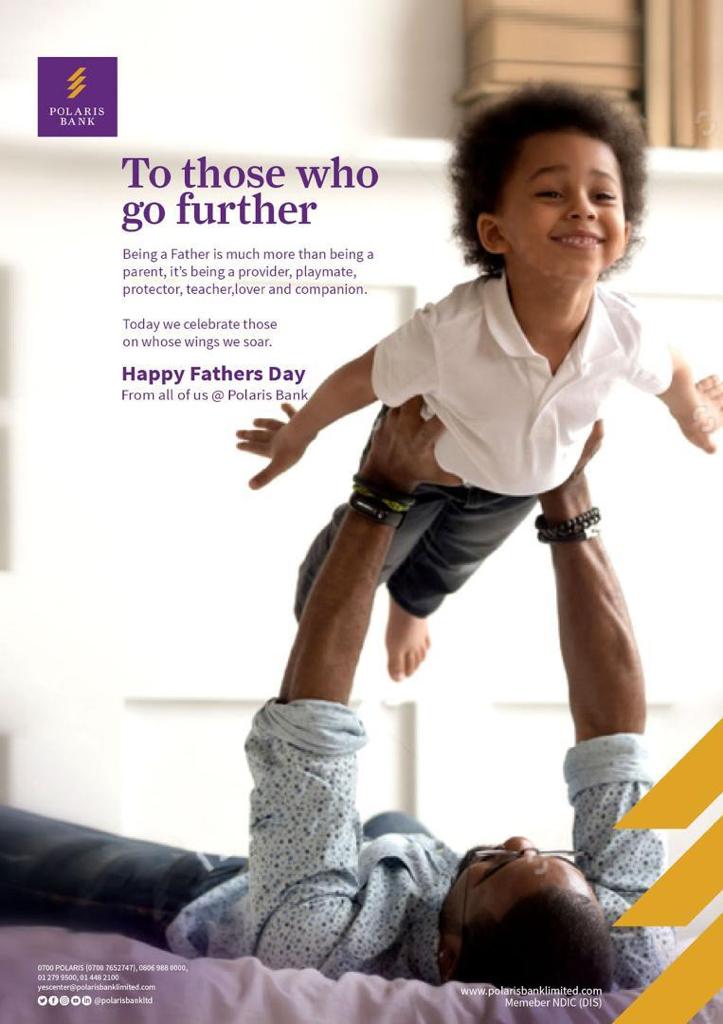 POLARIS
BANK
To those who
go further
Being a Father is much more than being a
parent, it's being a provider, playmate,
protector, teacher,lover and companion.
Today we celebrate those
on whose wings we soar.
Happy Fathers Day
From all of us @ Polaris Bank
0700 POLARIS (0700 7652747), 0806 988 0000,
01 279 9500, 01 448 2100
yescenter@polarisbanklimited.com
@polarisbankltd
www.polarisbanklimited.com
Memeber NDIC (DIS)